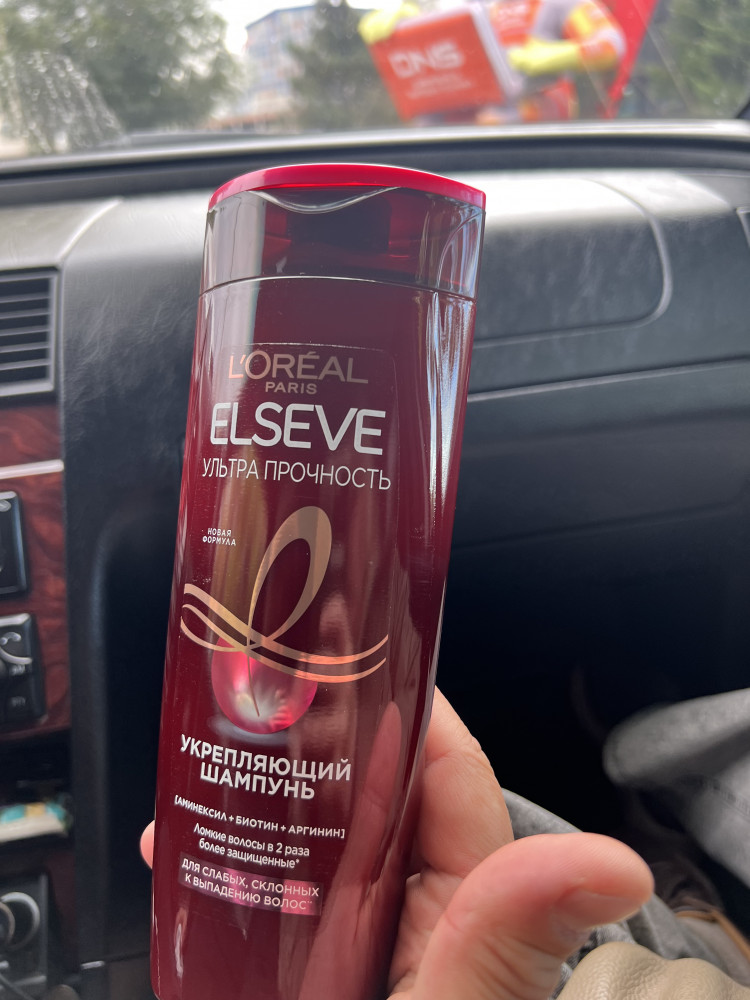 DNS
L'ORÉAL
PARIS
ELSEVE
УЛЬТРА ПРОЧНОСТЬ
НОВАЯ
ФОРМУЛА
УКРЕПЛЯЮЩИЙ
ШАМПУНЬ
[АМИНЕКСИЛ + БИОТИН + АРГИНИН]
Ломкие волосы в 2 раза
более защищенные*
ДЛЯ СЛАБЫХ, СКЛОННЫХ
К ВЫПАДЕНИЮ ВОЛОС**